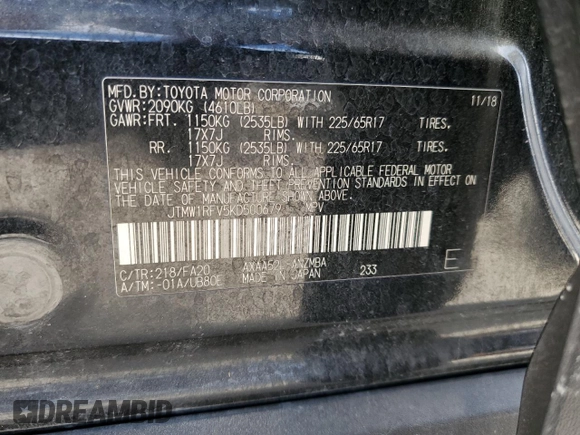 MFD.BY:TOYOTA MOTOR CORPORATION 11/18
GVWR:2090KG (4610LB)
GAWR:FRT. 1150KG (2535LB) WITH 225/65R17 TIRES.
17X7J RIMS.
RR. 1150KG (2535LB) WITH 225/65R17 TIRES.
17X7J RIMS.
THIS VEHICLE CONFORMS TO ALL APPLICABLE FEDERAL MOTOR
VEHICLE SAFETY AND THEFT PREVENTION STANDARDS IN EFFECT ON
THE DATE OF MANUFACTURE SHOWN ABOVE.
C/TR:218/FA20 233 E
A/TM:-01A/UB80E MADE IN JAPAN
DREAMBID